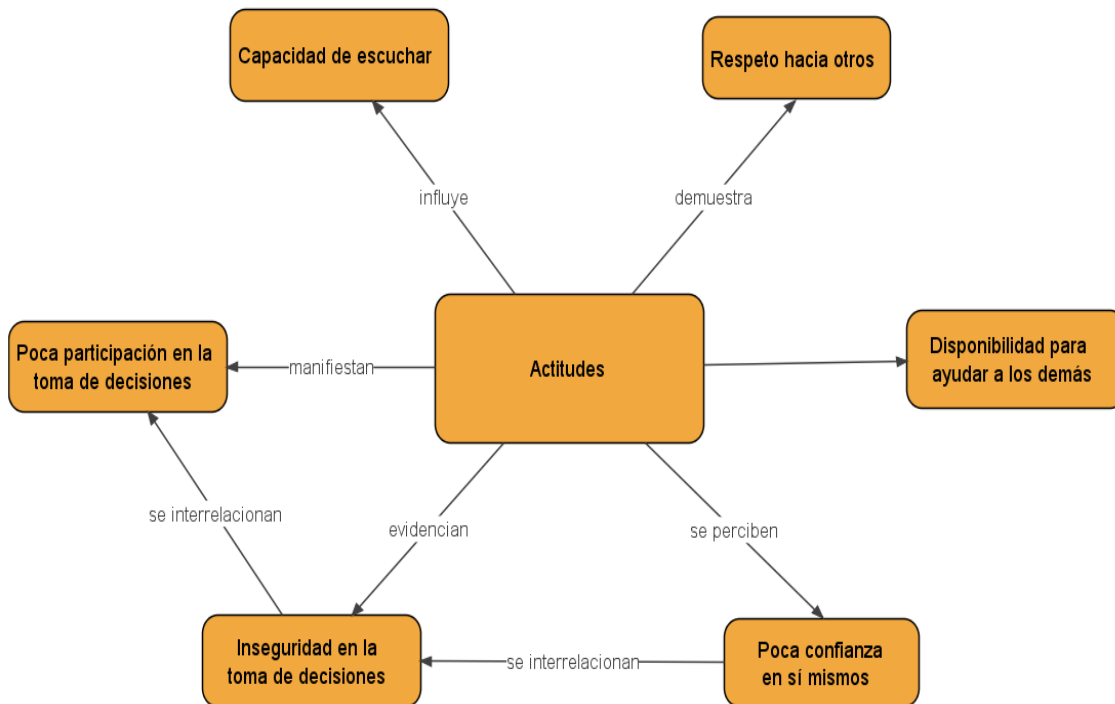 Capacidad de escuchar
Respeto hacia otros
influye
demuestra
Poca participación en la
toma de decisiones
manifiestan
Actitudes
Disponibilidad para
ayudar a los demás
se interrelacionan
evidencian
se perciben
Inseguridad en la
toma de decisiones
se interrelacionan
Poca confianza
en sí mismos